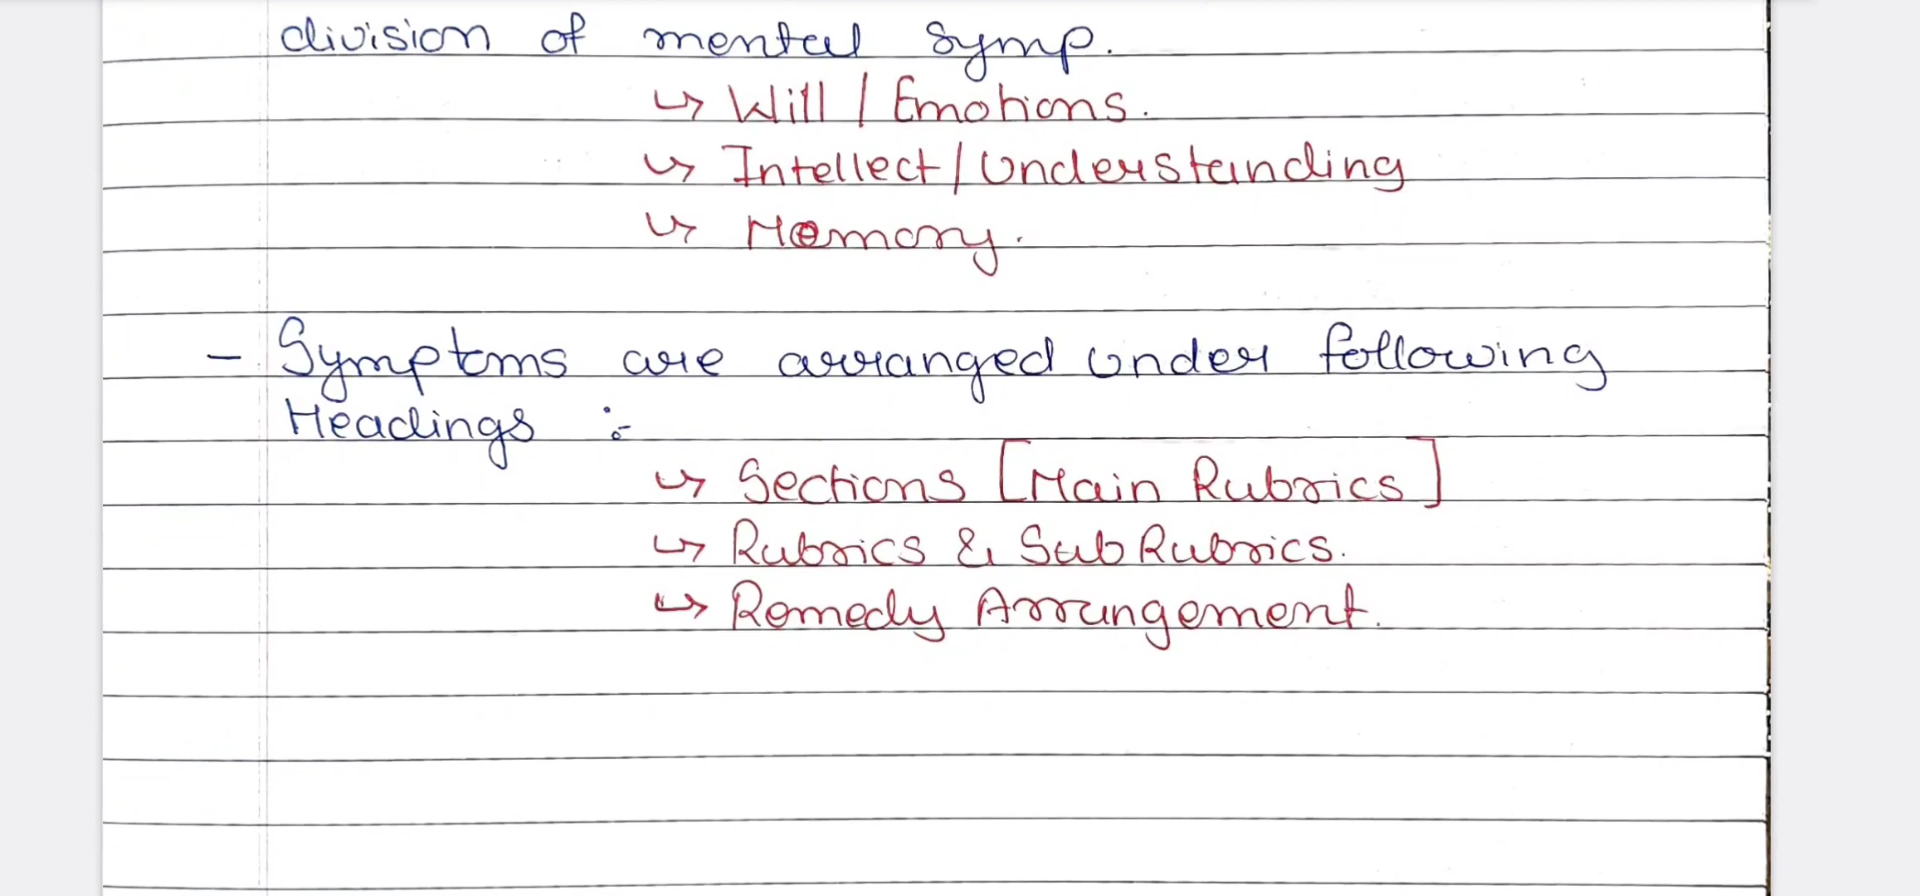 division of mental symp.
↳ Will / Emotions.
↳ Intellect / Understanding
↳ Memory.
- Symptoms are arranged under following
Headings :-
↳ Sections [Main Rubrics]
↳ Rubrics & Sub Rubrics.
↳ Remedy Arrangement.